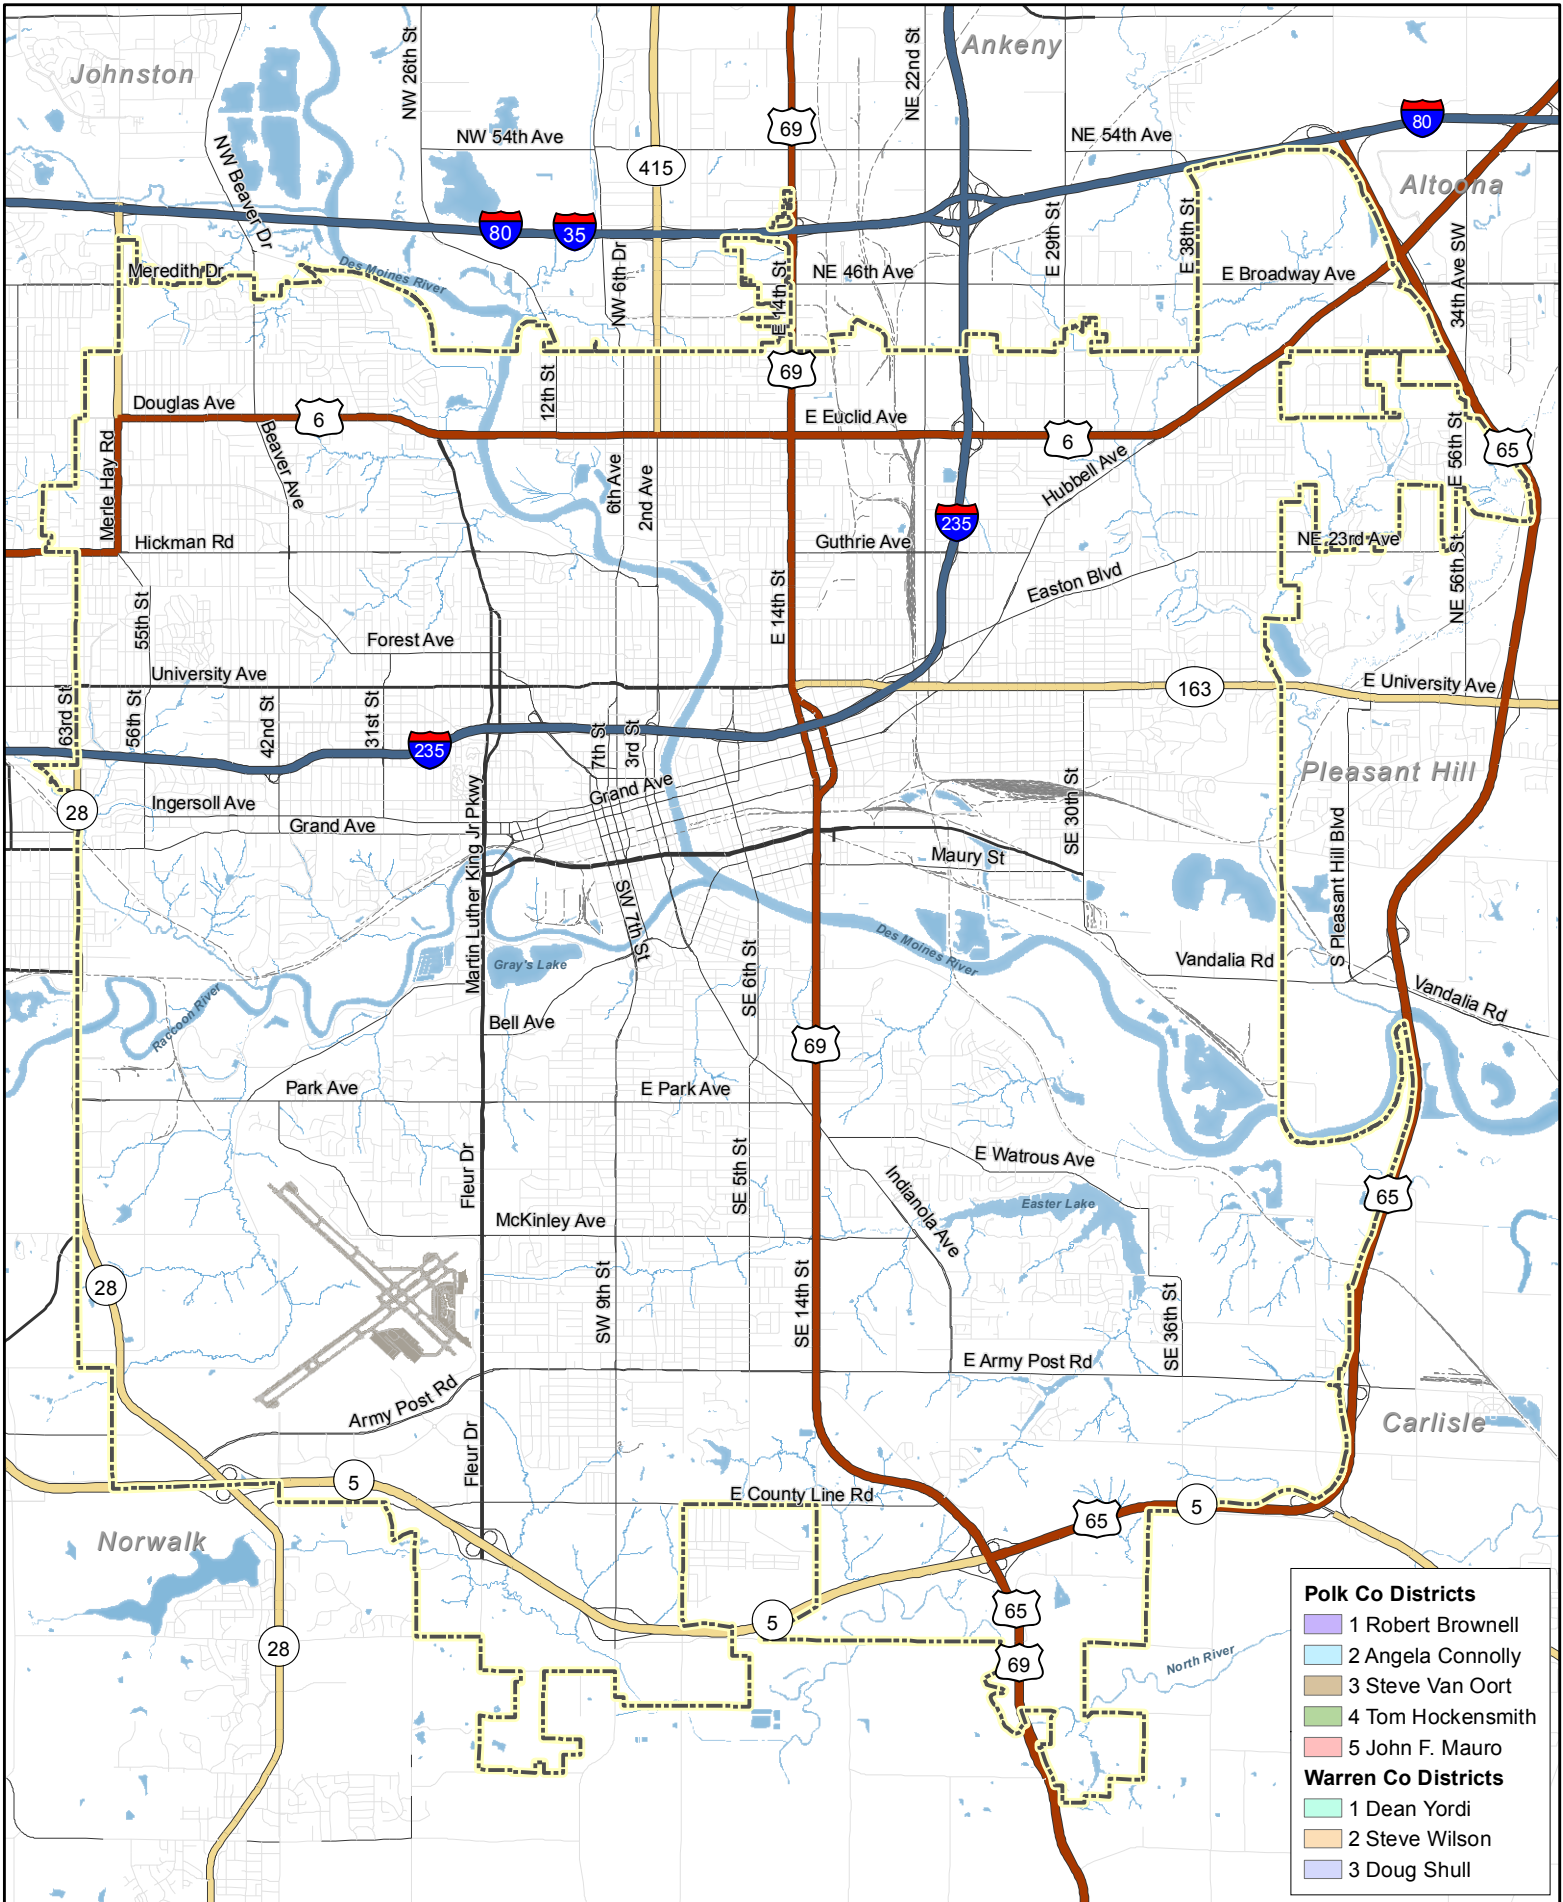 Johnston
Ankeny
Altoona
NW 26th St
NE 22nd St
69
NW 54th Ave
NE 54th Ave
80
415
NW Beaver Dr
80
35
E 29th St
E 38th St
34th Ave SW
Meredith Dr
Des Moines River
NW 6th Dr
E 14th St
NE 46th Ave
E Broadway Ave
69
12th St
Douglas Ave
6
E Euclid Ave
6
65
Merle Hay Rd
Beaver Ave
6th Ave
2nd Ave
Hubbell Ave
E 56th St
235
Hickman Rd
Guthrie Ave
NE 23rd Ave
E 14th St
Easton Blvd
NE 56th St
55th St
Forest Ave
University Ave
163
E University Ave
63rd St
56th St
42nd St
31st St
235
7th St
3rd St
Pleasant Hill
28
Ingersoll Ave
Grand Ave
Grand Ave
Martin Luther King Jr Pkwy
SE 30th St
S Pleasant Hill Blvd
Maury St
SW 7th St
Gray's Lake
Des Moines River
Vandalia Rd
Vandalia Rd
Raccoon River
Bell Ave
SE 6th St
69
Park Ave
E Park Ave
Fleur Dr
SE 5th St
E Watrous Ave
Indianola Ave
Easter Lake
65
McKinley Ave
28
SW 9th St
SE 14th St
SE 36th St
E Army Post Rd
Army Post Rd
Carlisle
Fleur Dr
5
E County Line Rd
65
5
Norwalk
5
65
28
69
North River
Polk Co Districts
1 Robert Brownell
2 Angela Connolly
3 Steve Van Oort
4 Tom Hockensmith
5 John F. Mauro
Warren Co Districts
1 Dean Yordi
2 Steve Wilson
3 Doug Shull